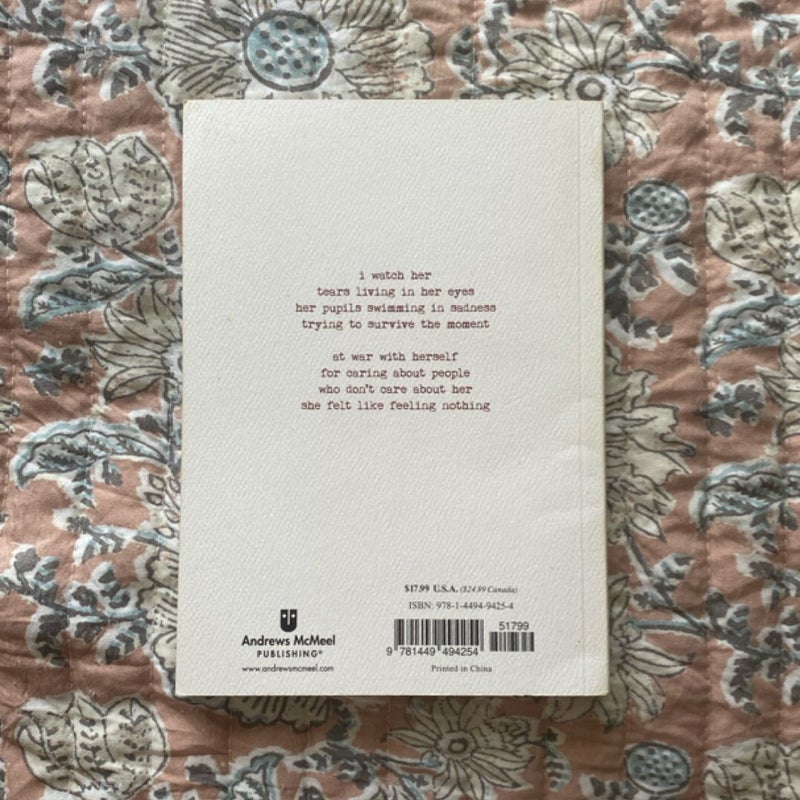 i watch her
tears living in her eyes
her pupils swimming in sadness
trying to survive the moment
at war with herself
for caring about people
who don't care about her
she felt like feeling nothing
$17.99 U.S.A. ($24.99 Canada)
ISBN: 978-1-4494-9425-4
51799
9 781449 494254
Printed in China
Andrews McMeel
PUBLISHING®
www.andrewsmcmeel.com